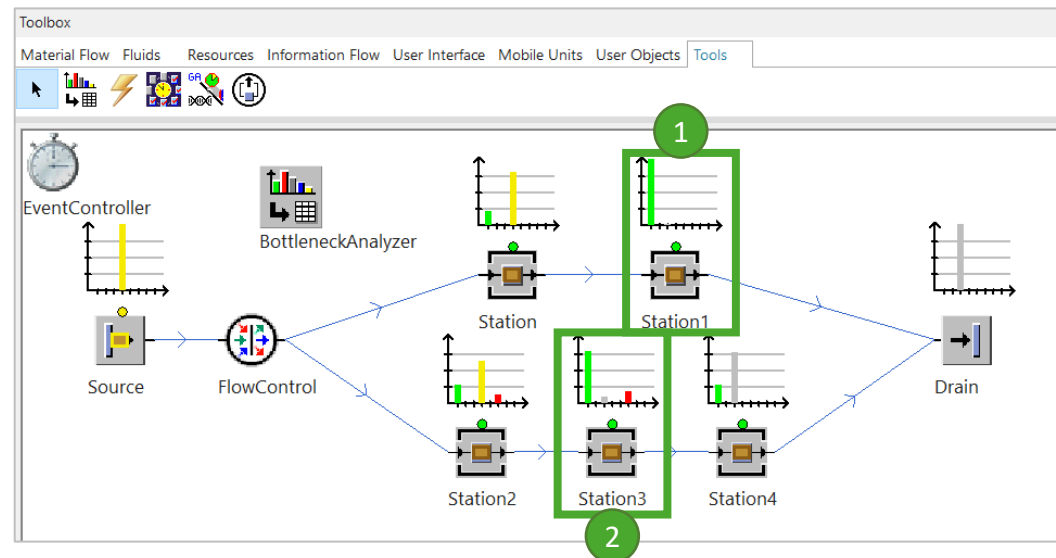 Toolbox
Material Flow Fluids Resources Information Flow User Interface Mobile Units User Objects Tools
GA
1
EventController
BottleneckAnalyzer
Station Station1
Source FlowControl Drain
Station2 Station3 Station4
2